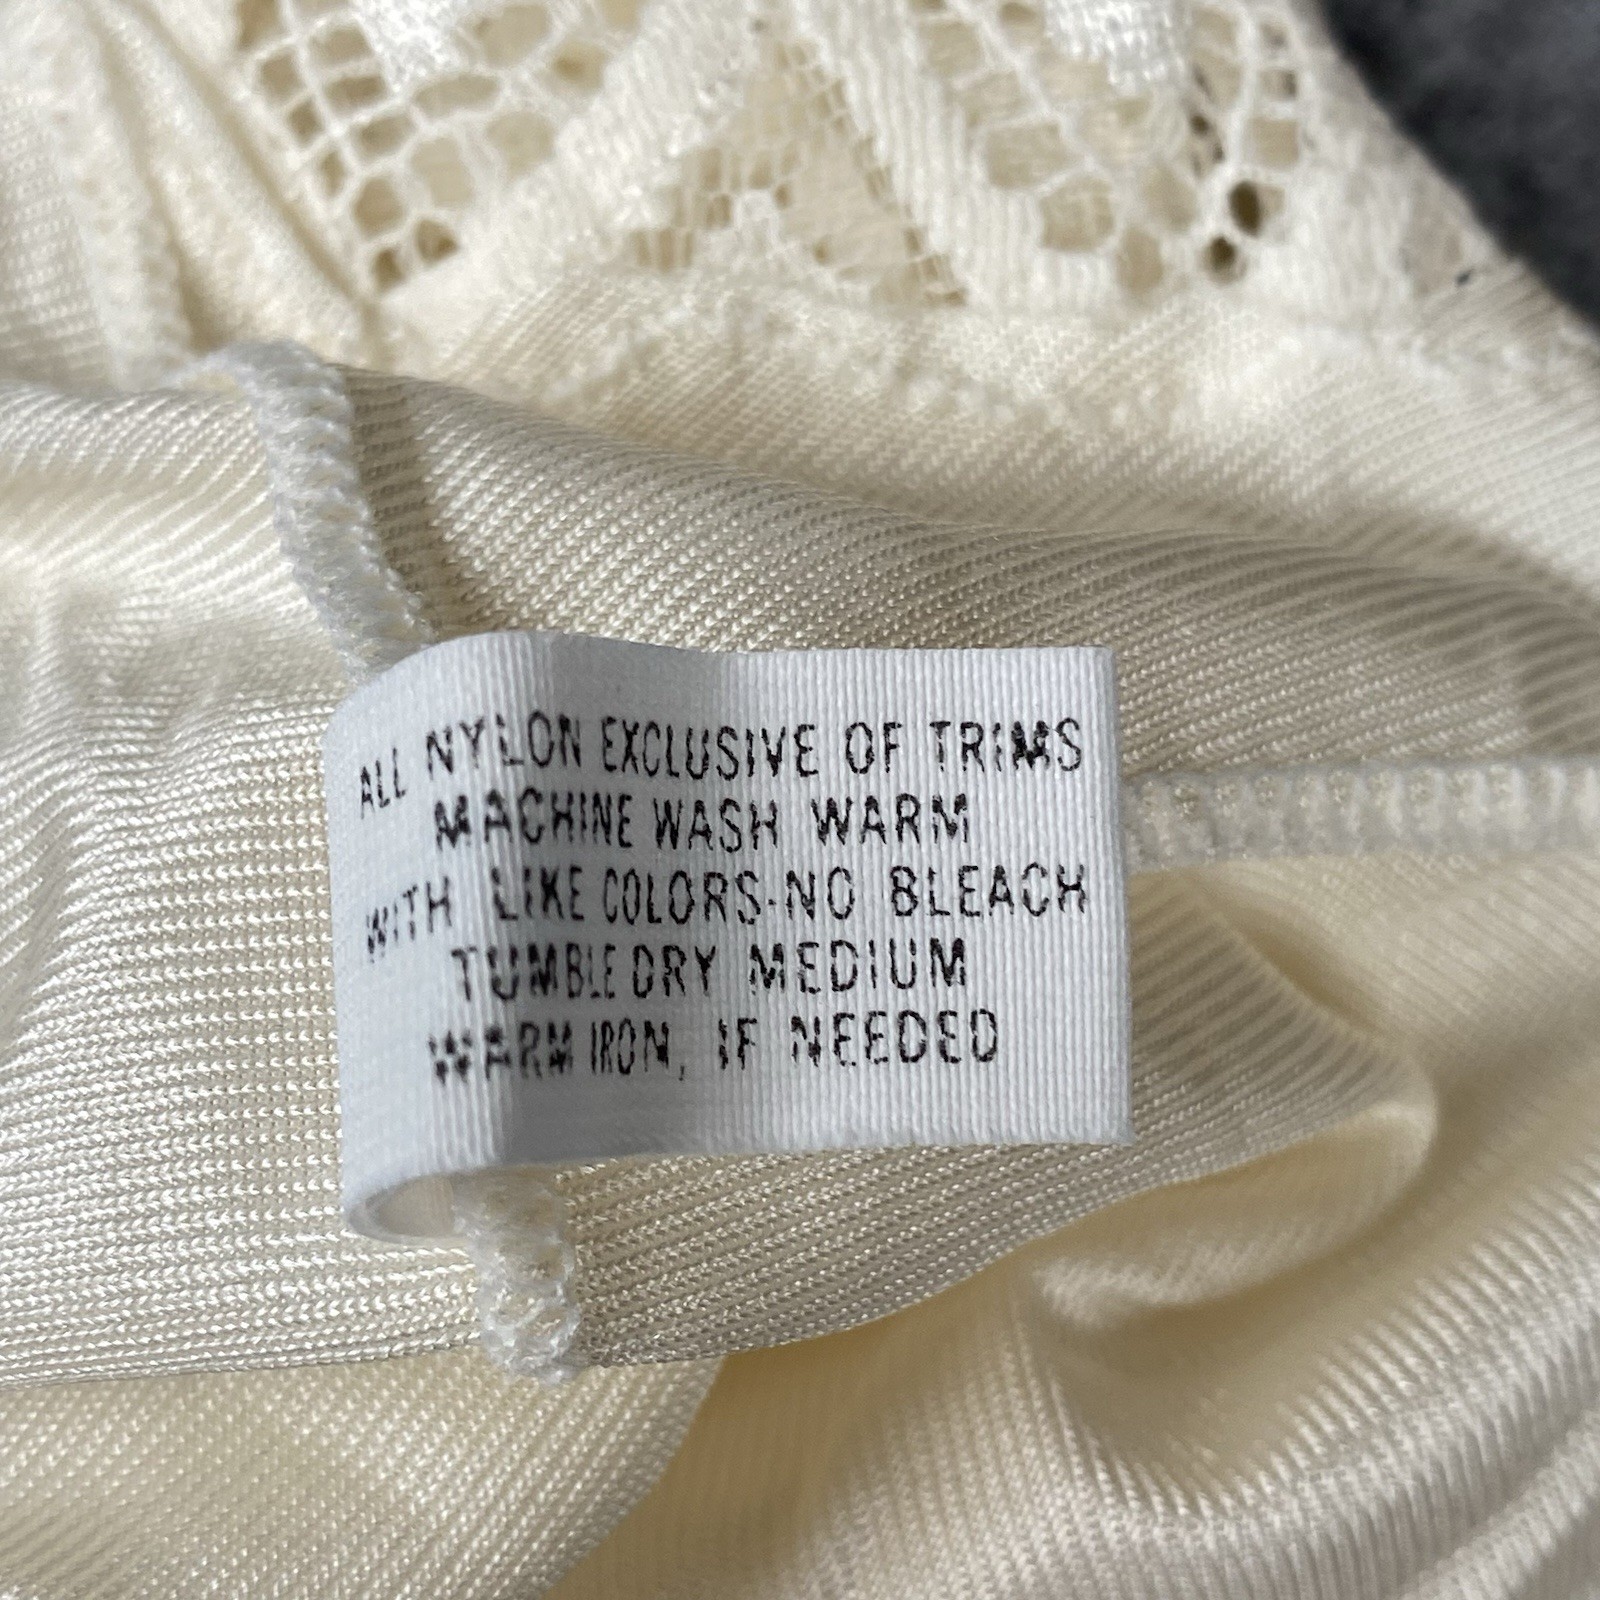 ALL NYLON EXCLUSIVE OF TRIMS
MACHINE WASH WARM
WITH LIKE COLORS-NO BLEACH
TUMBLE DRY MEDIUM
WARM IRON, IF NEEDED